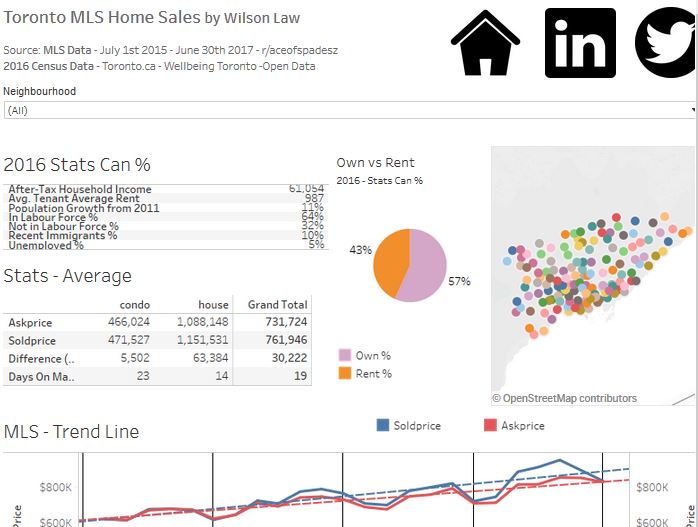 Toronto MLS Home Sales by Wilson Law
Source: MLS Data - July 1st 2015 - June 30th 2017 - r/aceofspadesz
2016 Census Data - Toronto.ca - Wellbeing Toronto -Open Data
in
Neighbourhood
(All)
2016 Stats Can %
After-Tax Household Income 61,054
Avg. Tenant Average Rent 987
Population Growth from 2011 11%
In Labour Force % 64%
Not in Labour Force % 32%
Recent Immigrants % 10%
Unemployed % 5%
Own vs Rent
2016 - Stats Can %
43%
57%
Own %
Rent %
© OpenStreetMap contributors
Stats - Average
condo house Grand Total
Askprice 466,024 1,088,148 731,724
Soldprice 471,527 1,151,531 761,946
Difference (.. 5,502 63,384 30,222
Days On Ma.. 23 14 19
MLS - Trend Line
Soldprice Askprice
$800K $800K
$600K $600K
Price